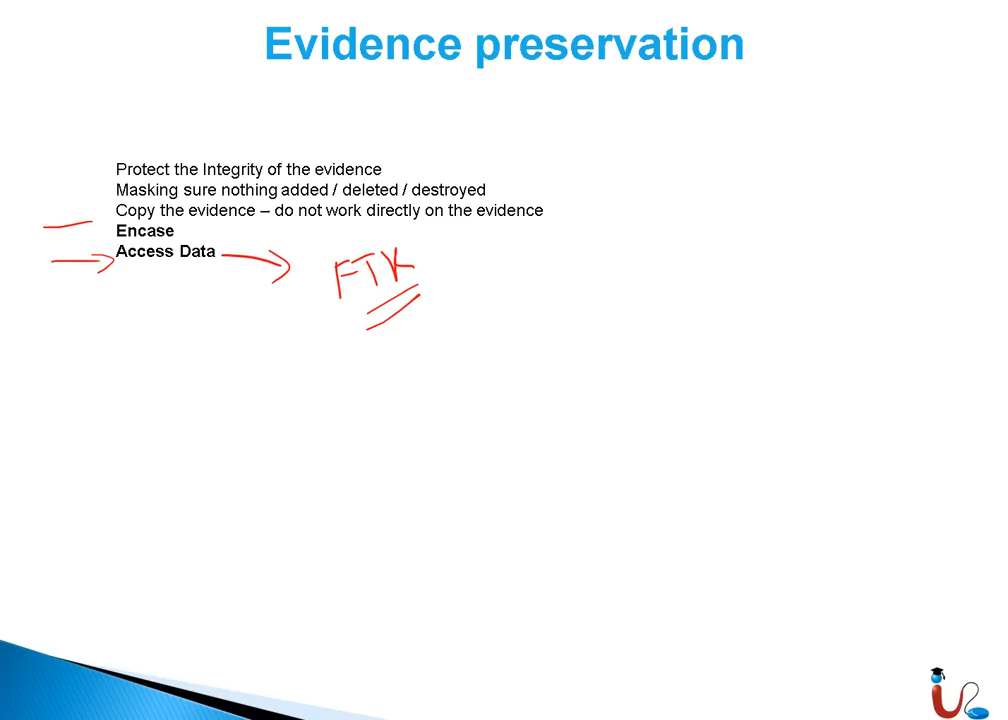 Evidence preservation
Protect the Integrity of the evidence
Masking sure nothing added / deleted / destroyed
Copy the evidence – do not work directly on the evidence
Encase
Access Data
FTK